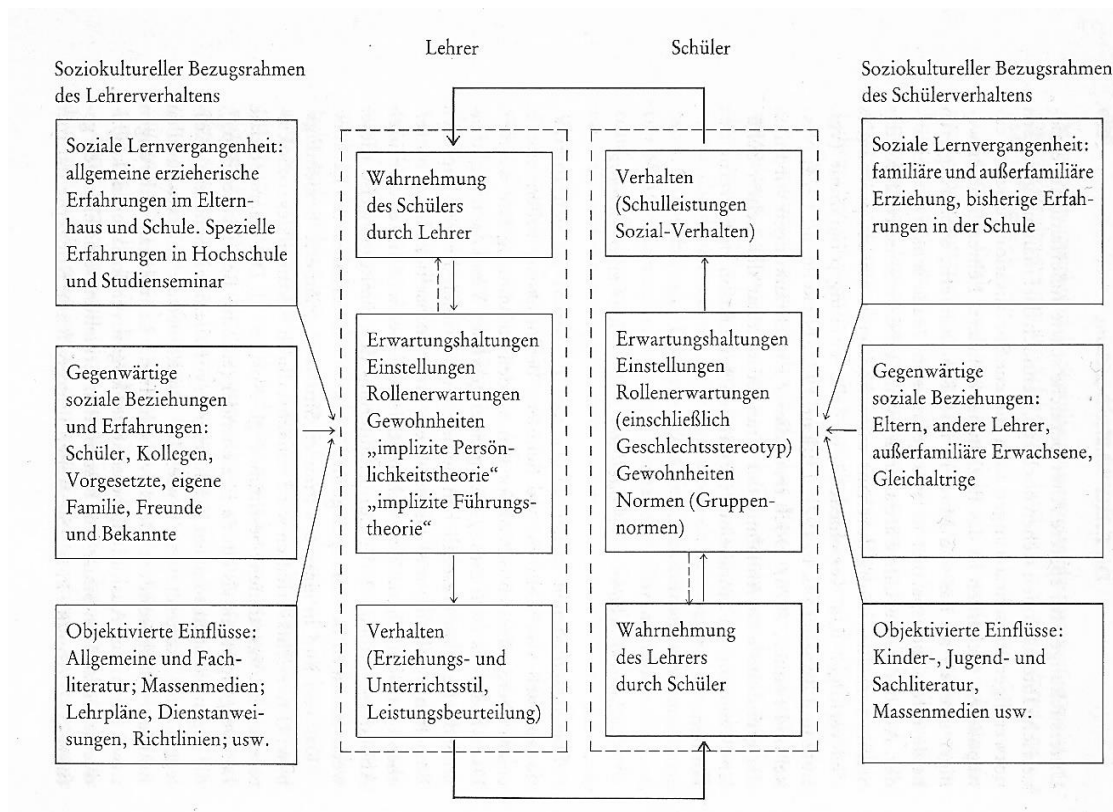 Lehrer
Schüler
Soziokultureller Bezugsrahmen
des Lehrerverhaltens
Soziale Lernvergangenheit:
allgemeine erzieherische
Erfahrungen im Eltern-
haus und Schule. Spezielle
Erfahrungen in Hochschule
und Studienseminar
Gegenwärtige
soziale Beziehungen
und Erfahrungen:
Schüler, Kollegen,
Vorgesetzte, eigene
Familie, Freunde
und Bekannte
Objektivierte Einflüsse:
Allgemeine und Fach-
literatur; Massenmedien;
Lehrpläne, Dienstanwei-
sungen, Richtlinien; usw.
Wahrnehmung
des Schülers
durch Lehrer
Erwartungshaltungen
Einstellungen
Rollenerwartungen
Gewohnheiten
„implizite Persön-
lichkeitstheorie“
„implizite Führungs-
theorie“
Verhalten
(Erziehungs- und
Unterrichtsstil,
Leistungsbeurteilung)
Verhalten
(Schulleistungen
Sozial-Verhalten)
Erwartungshaltungen
Einstellungen
Rollenerwartungen
(einschließlich
Geschlechtsstereotyp)
Gewohnheiten
Normen (Gruppen-
normen)
Wahrnehmung
des Lehrers
durch Schüler
Soziokultureller Bezugsrahmen
des Schülerverhaltens
Soziale Lernvergangenheit:
familiäre und außerfamiliäre
Erziehung, bisherige Erfah-
rungen in der Schule
Gegenwärtige
soziale Beziehungen:
Eltern, andere Lehrer,
außerfamiliäre Erwachsene,
Gleichaltrige
Objektivierte Einflüsse:
Kinder-, Jugend- und
Sachliteratur,
Massenmedien usw.